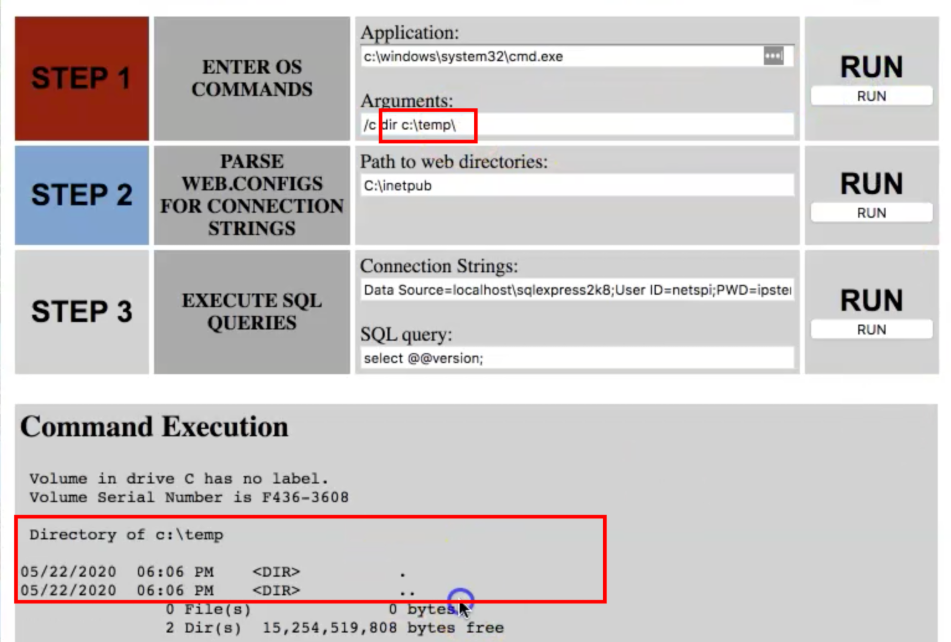 STEP 1
ENTER OS
COMMANDS
Application:
c:\windows\system32\cmd.exe
Arguments:
/c dir c:\temp\
RUN
RUN
STEP 2
PARSE
WEB.CONFIGS
FOR CONNECTION
STRINGS
Path to web directories:
C:\inetpub
RUN
RUN
STEP 3
EXECUTE SQL
QUERIES
Connection Strings:
Data Source=localhost\sqlexpress2k8;User ID=netspi;PWD=ipster
SQL query:
select @@version;
RUN
RUN
Command Execution
Volume in drive C has no label.
Volume Serial Number is F436-3608
Directory of c:\temp
05/22/2020 06:06 PM <DIR> .
05/22/2020 06:06 PM <DIR> ..
0 File(s) 0 bytes
2 Dir(s) 15,254,519,808 bytes free